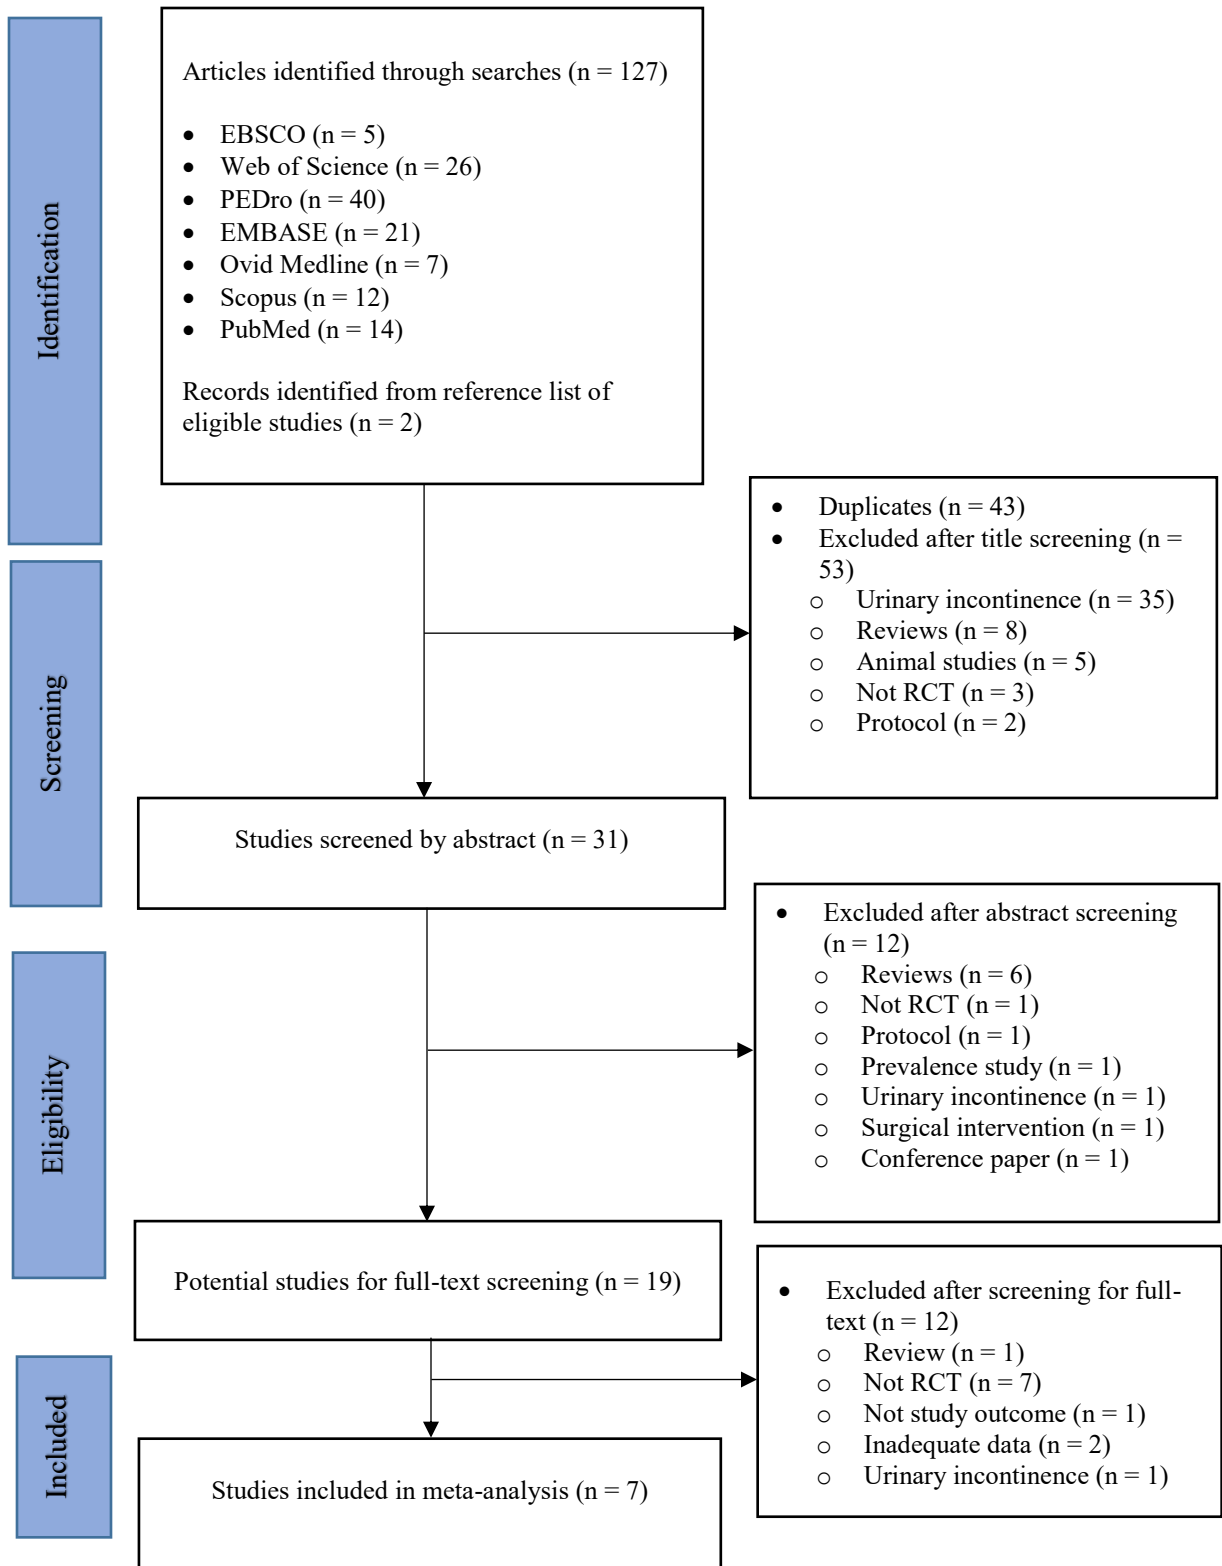 Identification
Articles identified through searches (n = 127)
• EBSCO (n = 5)
• Web of Science (n = 26)
• PEDro (n = 40)
• EMBASE (n = 21)
• Ovid Medline (n = 7)
• Scopus (n = 12)
• PubMed (n = 14)
Records identified from reference list of
eligible studies (n = 2)
• Duplicates (n = 43)
• Excluded after title screening (n =
53)
o Urinary incontinence (n = 35)
o Reviews (n = 8)
o Animal studies (n = 5)
o Not RCT (n = 3)
o Protocol (n = 2)
Screening
Studies screened by abstract (n = 31)
• Excluded after abstract screening
(n = 12)
o Reviews (n = 6)
o Not RCT (n = 1)
o Protocol (n = 1)
o Prevalence study (n = 1)
o Urinary incontinence (n = 1)
o Surgical intervention (n = 1)
o Conference paper (n = 1)
Eligibility
Potential studies for full-text screening (n = 19)
• Excluded after screening for full-
text (n = 12)
o Review (n = 1)
o Not RCT (n = 7)
o Not study outcome (n = 1)
o Inadequate data (n = 2)
o Urinary incontinence (n = 1)
Included
Studies included in meta-analysis (n = 7)